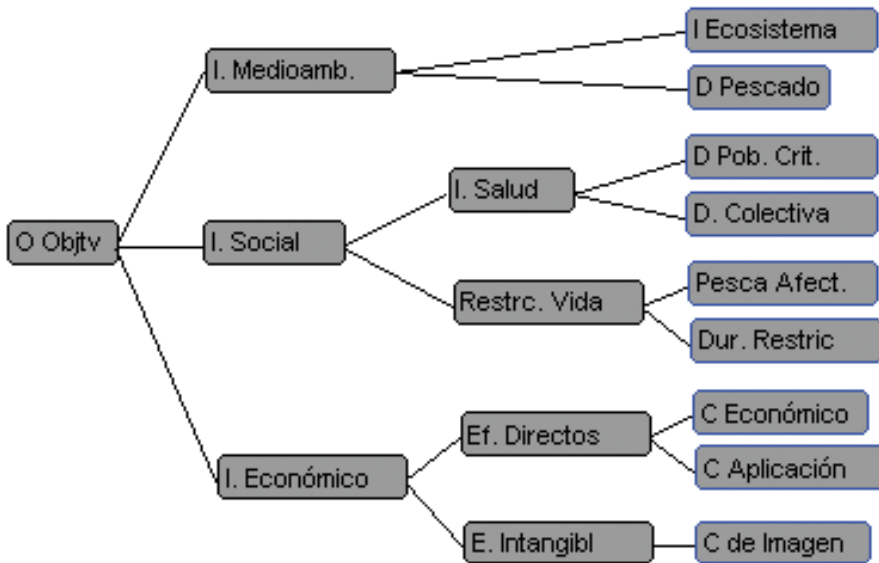 I Ecosistema
I. Medioamb.
D Pescado
D Pob. Crit.
I. Salud
D. Colectiva
O Objtv
I. Social
Pesca Afect.
Restrc. Vida
Dur. Restric
C Económico
Ef. Directos
C Aplicación
I. Económico
E. Intangibl
C de Imagen